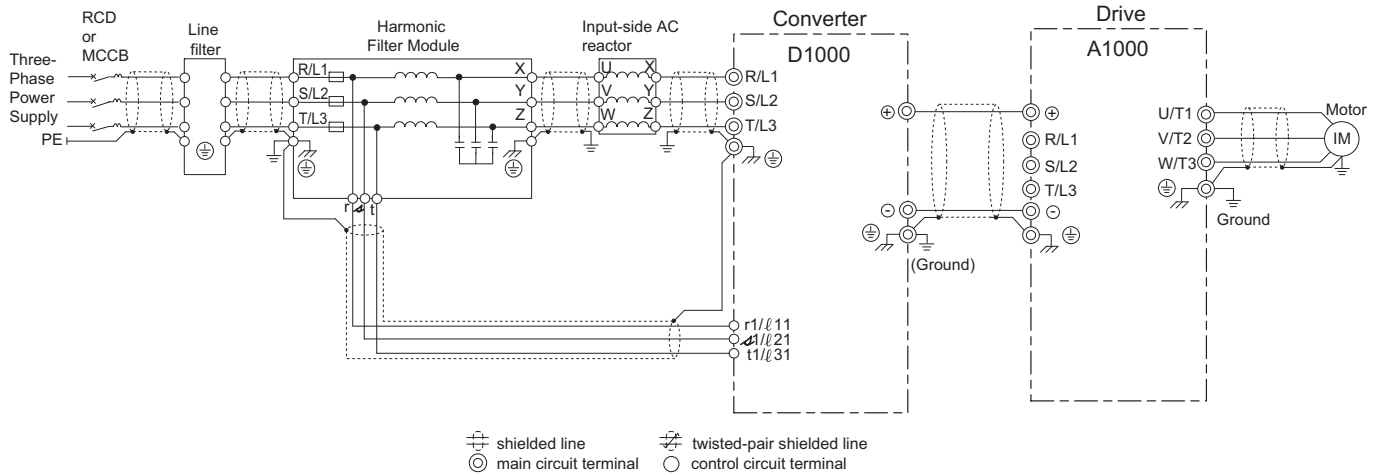 RCD
or
MCCB
Three-
Phase
Power
Supply
PE
Line
filter
Harmonic
Filter Module
R/L1
S/L2
T/L3
X
Y
Z
r
s
t
Input-side AC
reactor
U
V
W
X
Y
Z
Converter
D1000
R/L1
S/L2
T/L3
r1/ℓ11
s1/ℓ21
t1/ℓ31
+
−
(Ground)
Drive
A1000
+
R/L1
S/L2
T/L3
−
U/T1
V/T2
W/T3
Ground
Motor
IM
shielded line
twisted-pair shielded line
main circuit terminal
control circuit terminal